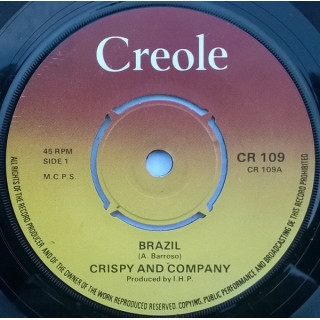 Creole
45 RPM
SIDE 1
M.C.P.S.
CR 109
CR 109A
BRAZIL
(A. Barroso)
CRISPY AND COMPANY
Produced by I.H.P.
ALL RIGHTS OF THE RECORD PRODUCER AND OF THE OWNER OF THE WORK REPRODUCED RESERVED. COPYING, PUBLIC PERFORMANCE AND BROADCASTING OF THIS RECORD PROHIBITED